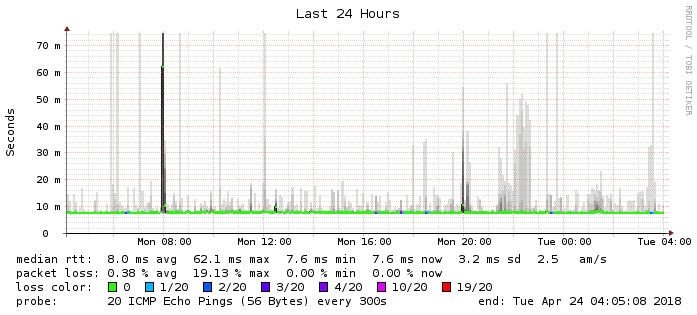 Last 24 Hours
RRDTOOL / TOBI OETIKER
Seconds
70 m
60 m
50 m
40 m
30 m
20 m
10 m
0
Mon 08:00 Mon 12:00 Mon 16:00 Mon 20:00 Tue 00:00 Tue 04:00
median rtt: 8.0 ms avg 62.1 ms max 7.6 ms min 7.6 ms now 3.2 ms sd 2.5 am/s
packet loss: 0.38 % avg 19.13 % max 0.00 % min 0.00 % now
loss color: 0 1/20 2/20 3/20 4/20 10/20 19/20
probe: 20 ICMP Echo Pings (56 Bytes) every 300s end: Tue Apr 24 04:05:08 2018